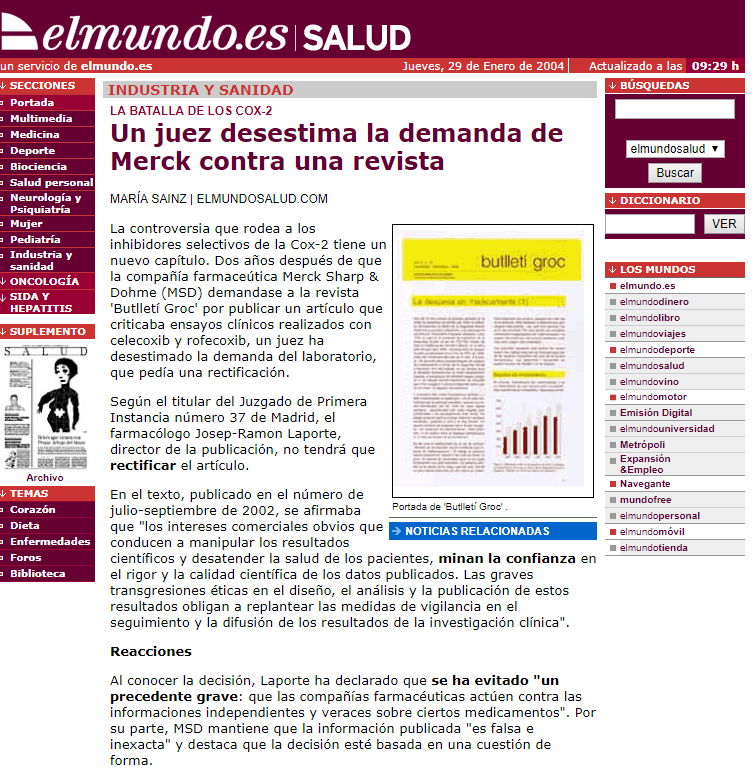 elmundo.es | SALUD
un servicio de elmundo.es
Jueves, 29 de Enero de 2004
Actualizado a las 09:29 h
SECCIONES
Portada
Multimedia
Medicina
Deporte
Biociencia
Salud personal
Neurología y
Psiquiatría
Mujer
Pediatría
Industria y
sanidad
ONCOLOGÍA
SIDA Y
HEPATITIS
SUPLEMENTO
SALUD
Archivo
TEMAS
Corazón
Dieta
Enfermedades
Foros
Biblioteca
INDUSTRIA Y SANIDAD
LA BATALLA DE LOS COX-2
Un juez desestima la demanda de
Merck contra una revista
MARÍA SAINZ | ELMUNDOSALUD.COM
La controversia que rodea a los
inhibidores selectivos de la Cox-2 tiene un
nuevo capítulo. Dos años después de que
la compañía farmaceútica Merck Sharp &
Dohme (MSD) demandase a la revista
'Butlletí Groc' por publicar un artículo que
criticaba ensayos clínicos realizados con
celecoxib y rofecoxib, un juez ha
desestimado la demanda del laboratorio,
que pedía una rectificación.
Según el titular del Juzgado de Primera
Instancia número 37 de Madrid, el
farmacólogo Josep-Ramon Laporte,
director de la publicación, no tendrá que
rectificar el artículo.
En el texto, publicado en el número de
julio-septiembre de 2002, se afirmaba
que "los intereses comerciales obvios que
conducen a manipular los resultados
científicos y desatender la salud de los pacientes, minan la confianza en
el rigor y la calidad científica de los datos publicados. Las graves
transgresiones éticas en el diseño, el análisis y la publicación de estos
resultados obligan a replantear las medidas de vigilancia en el
seguimiento y la difusión de los resultados de la investigación clínica".
Reacciones
Al conocer la decisión, Laporte ha declarado que se ha evitado "un
precedente grave: que las compañías farmacéuticas actúen contra las
informaciones independientes y veraces sobre ciertos medicamentos". Por
su parte, MSD mantiene que la información publicada "es falsa e
inexacta" y destaca que la decisión esté basada en una cuestión de
forma.
butlletí groc
La despesa en medicaments (1)
Portada de 'Butlletí Groc' .
NOTICIAS RELACIONADAS
BÚSQUEDAS
elmundosalud
Buscar
DICCIONARIO
VER
LOS MUNDOS
elmundo.es
elmundodinero
elmundolibro
elmundoviajes
elmundodeporte
elmundosalud
elmundovino
elmundomotor
Emisión Digital
elmundouniversidad
Metrópoli
Expansión
&Empleo
Navegante
mundofree
elmundopersonal
elmundomóvil
elmundotienda